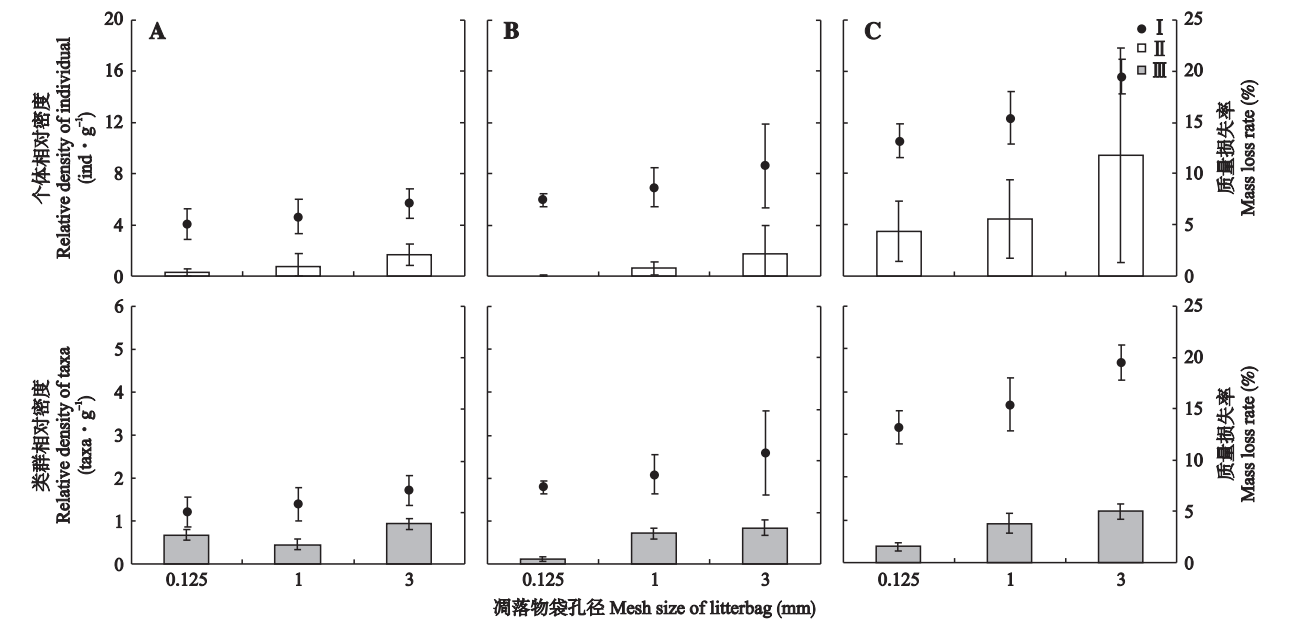 A
B
C
Ⅰ
Ⅱ
Ⅲ
20
16
12
8
4
0
25
20
15
10
5
0
个体相对密度
Relative density of individual
(ind·g⁻¹)
质量损失率
Mass loss rate (%)
6
5
4
3
2
1
0
25
20
15
10
5
0
类群相对密度
Relative density of taxa
(taxa·g⁻¹)
质量损失率
Mass loss rate (%)
0.125 1 3 0.125 1 3 0.125 1 3
凋落物袋孔径 Mesh size of litterbag (mm)